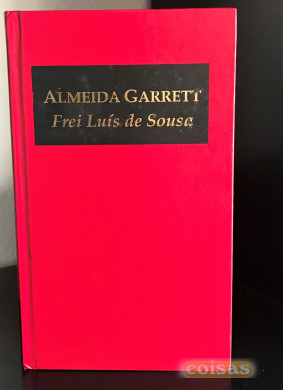 ALMEIDA GARRETT
Frei Luís de Sousa
coisas